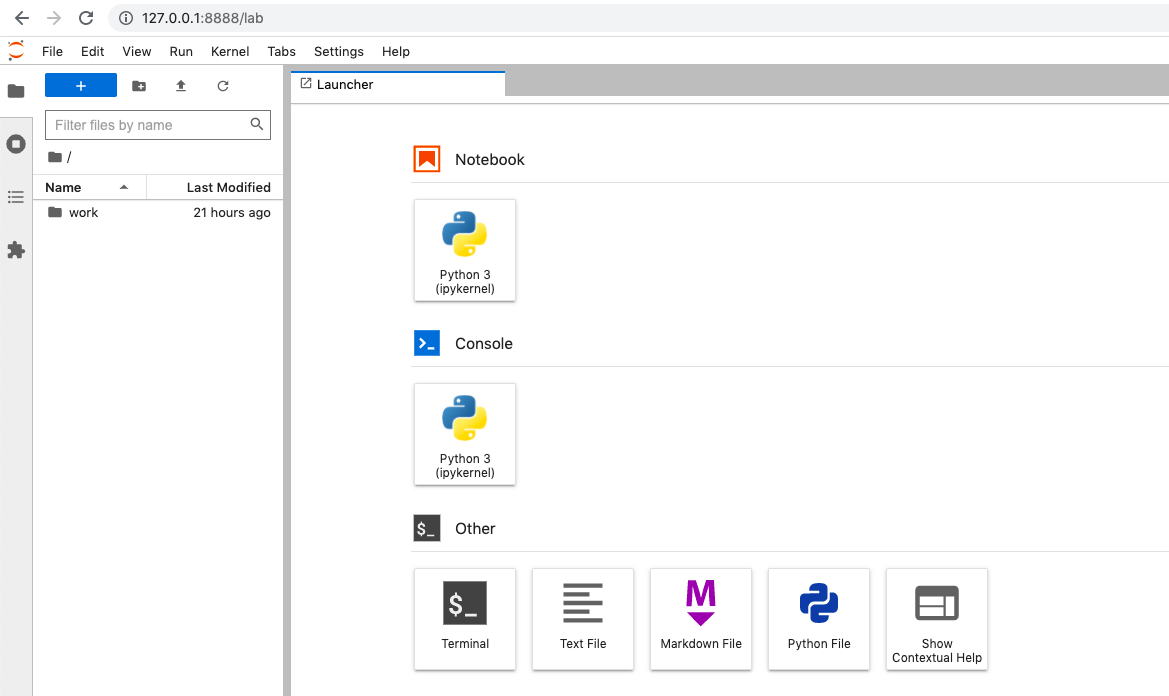 127.0.0.1:8888/lab
File Edit View Run Kernel Tabs Settings Help
+
Launcher
Filter files by name
/
Name Last Modified
work 21 hours ago
Notebook
Python 3
(ipykernel)
>_ Console
Python 3
(ipykernel)
$_ Other
$_
Terminal
Text File
M
Markdown File
Python File
Show
Contextual Help